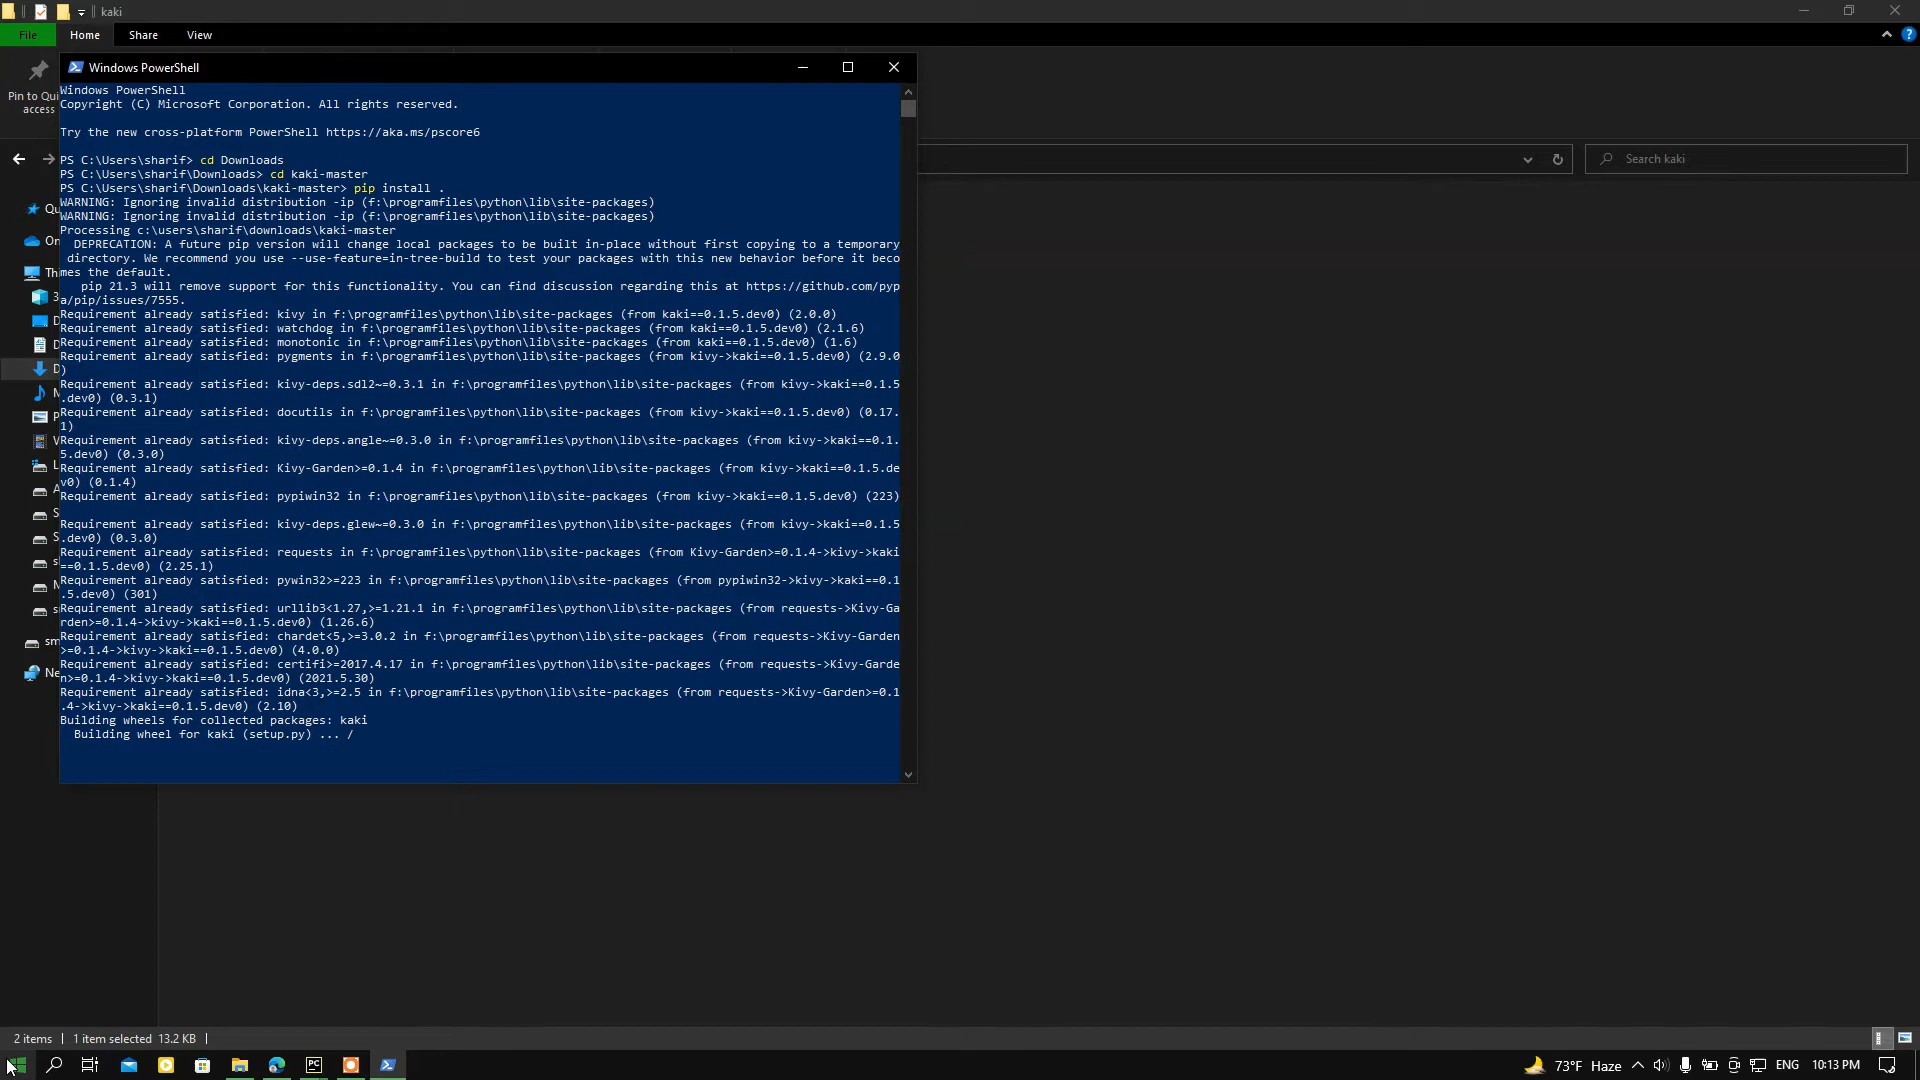 kaki
File Home Share View
Windows PowerShell
Pin to Qui
access
Windows PowerShell
Copyright (C) Microsoft Corporation. All rights reserved.
Try the new cross-platform PowerShell https://aka.ms/pscore6
PS C:\Users\sharif> cd Downloads
PS C:\Users\sharif\Downloads> cd kaki-master
PS C:\Users\sharif\Downloads\kaki-master> pip install .
WARNING: Ignoring invalid distribution -ip (f:\programfiles\python\lib\site-packages)
WARNING: Ignoring invalid distribution -ip (f:\programfiles\python\lib\site-packages)
Processing c:\users\sharif\downloads\kaki-master
DEPRECATION: A future pip version will change local packages to be built in-place without first copying to a temporary
directory. We recommend you use --use-feature=in-tree-build to test your packages with this new behavior before it beco
mes the default.
pip 21.3 will remove support for this functionality. You can find discussion regarding this at https://github.com/pyp
a/pip/issues/7555.
Requirement already satisfied: kivy in f:\programfiles\python\lib\site-packages (from kaki==0.1.5.dev0) (2.0.0)
Requirement already satisfied: watchdog in f:\programfiles\python\lib\site-packages (from kaki==0.1.5.dev0) (2.1.6)
Requirement already satisfied: monotonic in f:\programfiles\python\lib\site-packages (from kaki==0.1.5.dev0) (1.6)
Requirement already satisfied: pygments in f:\programfiles\python\lib\site-packages (from kivy->kaki==0.1.5.dev0) (2.9.0
)
Requirement already satisfied: kivy-deps.sdl2~=0.3.1 in f:\programfiles\python\lib\site-packages (from kivy->kaki==0.1.5
.dev0) (0.3.1)
Requirement already satisfied: docutils in f:\programfiles\python\lib\site-packages (from kivy->kaki==0.1.5.dev0) (0.17.
1)
Requirement already satisfied: kivy-deps.angle~=0.3.0 in f:\programfiles\python\lib\site-packages (from kivy->kaki==0.1.
5.dev0) (0.3.0)
Requirement already satisfied: Kivy-Garden>=0.1.4 in f:\programfiles\python\lib\site-packages (from kivy->kaki==0.1.5.de
v0) (0.1.4)
Requirement already satisfied: pypiwin32 in f:\programfiles\python\lib\site-packages (from kivy->kaki==0.1.5.dev0) (223)
Requirement already satisfied: kivy-deps.glew~=0.3.0 in f:\programfiles\python\lib\site-packages (from kivy->kaki==0.1.5
.dev0) (0.3.0)
Requirement already satisfied: requests in f:\programfiles\python\lib\site-packages (from Kivy-Garden>=0.1.4->kivy->kaki
==0.1.5.dev0) (2.25.1)
Requirement already satisfied: pywin32>=223 in f:\programfiles\python\lib\site-packages (from pypiwin32->kivy->kaki==0.1
.5.dev0) (301)
Requirement already satisfied: urllib3<1.27,>=1.21.1 in f:\programfiles\python\lib\site-packages (from requests->Kivy-Ga
rden>=0.1.4->kivy->kaki==0.1.5.dev0) (1.26.6)
Requirement already satisfied: chardet<5,>=3.0.2 in f:\programfiles\python\lib\site-packages (from requests->Kivy-Garden
>=0.1.4->kivy->kaki==0.1.5.dev0) (4.0.0)
Requirement already satisfied: certifi>=2017.4.17 in f:\programfiles\python\lib\site-packages (from requests->Kivy-Garde
n>=0.1.4->kivy->kaki==0.1.5.dev0) (2021.5.30)
Requirement already satisfied: idna<3,>=2.5 in f:\programfiles\python\lib\site-packages (from requests->Kivy-Garden>=0.1
.4->kivy->kaki==0.1.5.dev0) (2.10)
Building wheels for collected packages: kaki
Building wheel for kaki (setup.py) ... /
Search kaki
Qu
On
Thi
sm
Ne
2 items 1 item selected 13.2 KB
73°F Haze ENG 10:13 PM